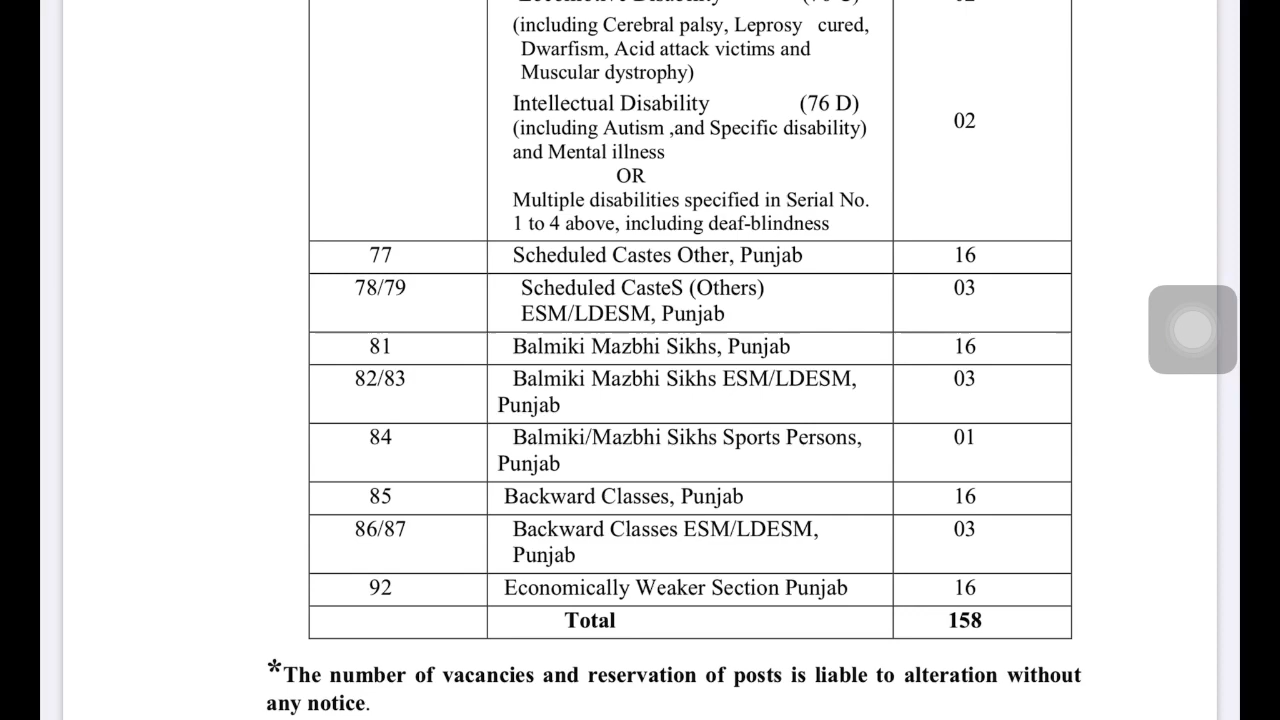 (including Cerebral palsy, Leprosy cured,
Dwarfism, Acid attack victims and
Muscular dystrophy)
Intellectual Disability (76 D)
(including Autism ,and Specific disability)
and Mental illness
02
OR
Multiple disabilities specified in Serial No.
1 to 4 above, including deaf-blindness
77 Scheduled Castes Other, Punjab 16
78/79 Scheduled CasteS (Others) 03
ESM/LDESM, Punjab
81 Balmiki Mazbhi Sikhs, Punjab 16
82/83 Balmiki Mazbhi Sikhs ESM/LDESM, 03
Punjab
84 Balmiki/Mazbhi Sikhs Sports Persons, 01
Punjab
85 Backward Classes, Punjab 16
86/87 Backward Classes ESM/LDESM, 03
Punjab
92 Economically Weaker Section Punjab 16
Total 158
*The number of vacancies and reservation of posts is liable to alteration without
any notice.